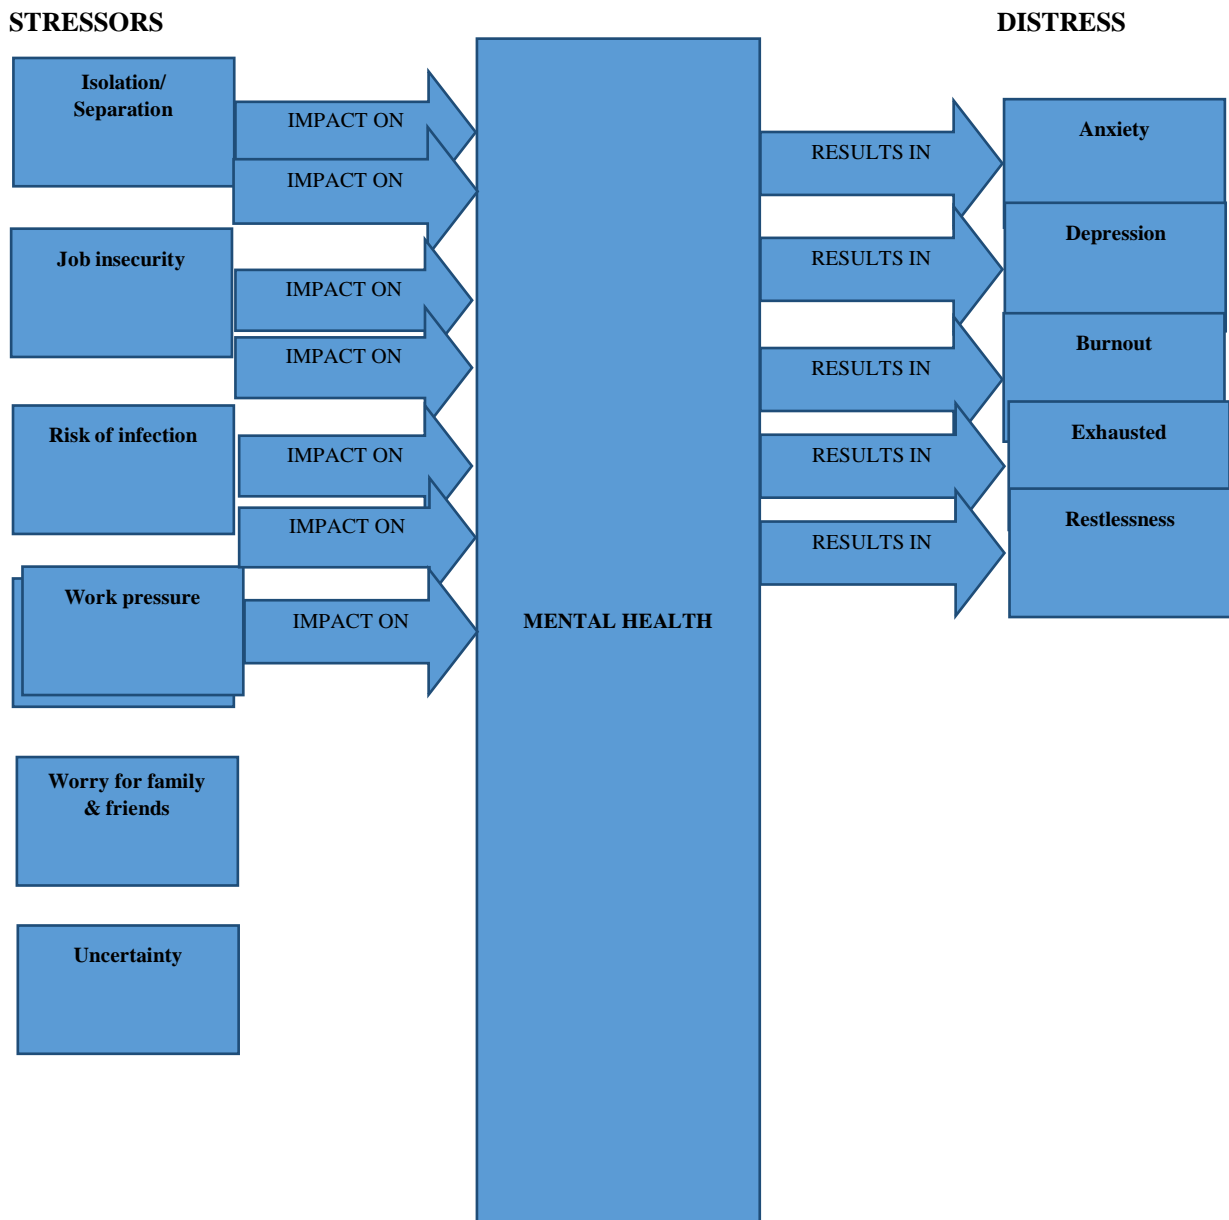 STRESSORS
DISTRESS
Isolation/
Separation
IMPACT ON
IMPACT ON
Job insecurity
IMPACT ON
IMPACT ON
Risk of infection
IMPACT ON
IMPACT ON
Work pressure
IMPACT ON
Worry for family
& friends
Uncertainty
MENTAL HEALTH
RESULTS IN
Anxiety
RESULTS IN
Depression
RESULTS IN
Burnout
RESULTS IN
Exhausted
RESULTS IN
Restlessness